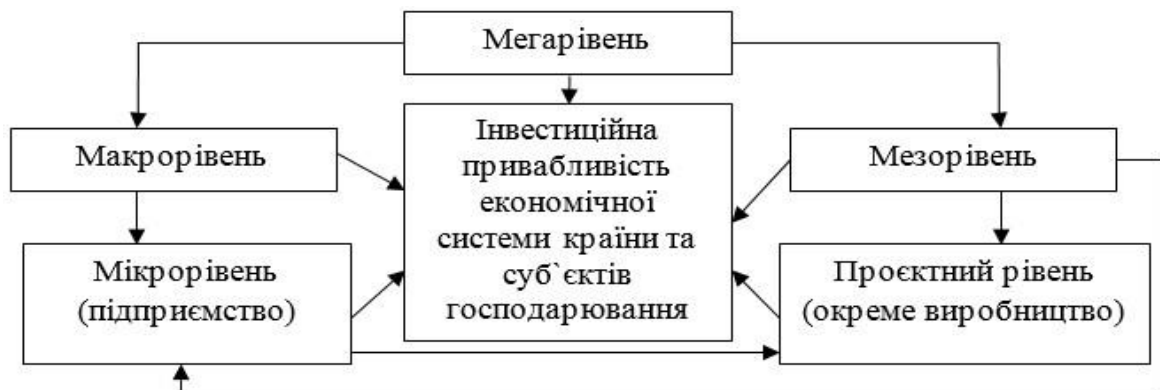 Мегарівень
Макрорівень
Інвестиційна
привабливість
економічної
системи країни та
суб`єктів
господарювання
Мезорівень
Мікрорівень
(підприємство)
Проєктний рівень
(окреме виробництво)